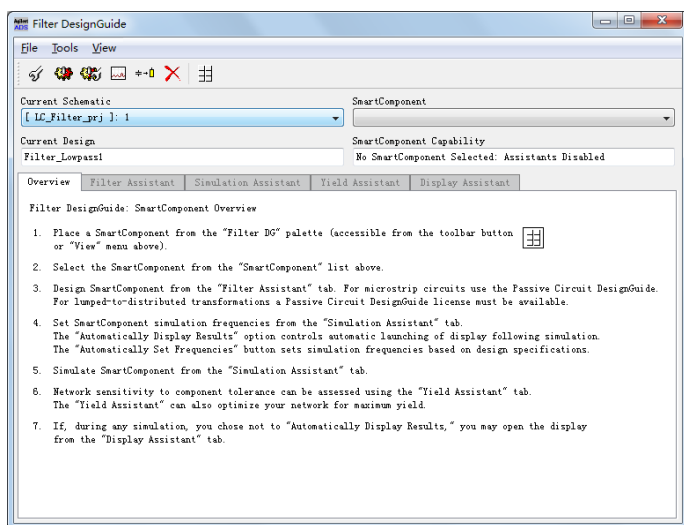 Agilent
ADS
Filter DesignGuide
File Tools View
Current Schematic
SmartComponent
[ LC_Filter_prj ]: 1
Current Design
SmartComponent Capability
Filter_Lowpass1
No SmartComponent Selected: Assistants Disabled
Overview Filter Assistant Simulation Assistant Yield Assistant Display Assistant
Filter DesignGuide: SmartComponent Overview
1. Place a SmartComponent from the "Filter DG" palette (accessible from the toolbar button
or "View" menu above).
2. Select the SmartComponent from the "SmartComponent" list above.
3. Design SmartComponent from the "Filter Assistant" tab. For microstrip circuits use the Passive Circuit DesignGuide.
For lumped-to-distributed transformations a Passive Circuit DesignGuide license must be available.
4. Set SmartComponent simulation frequencies from the "Simulation Assistant" tab.
The "Automatically Display Results" option controls automatic launching of display following simulation.
The "Automatically Set Frequencies" button sets simulation frequencies based on design specifications.
5. Simulate SmartComponent from the "Simulation Assistant" tab.
6. Network sensitivity to component tolerance can be assessed using the "Yield Assistant" tab.
The "Yield Assistant" can also optimize your network for maximum yield.
7. If, during any simulation, you chose not to "Automatically Display Results," you may open the display
from the "Display Assistant" tab.